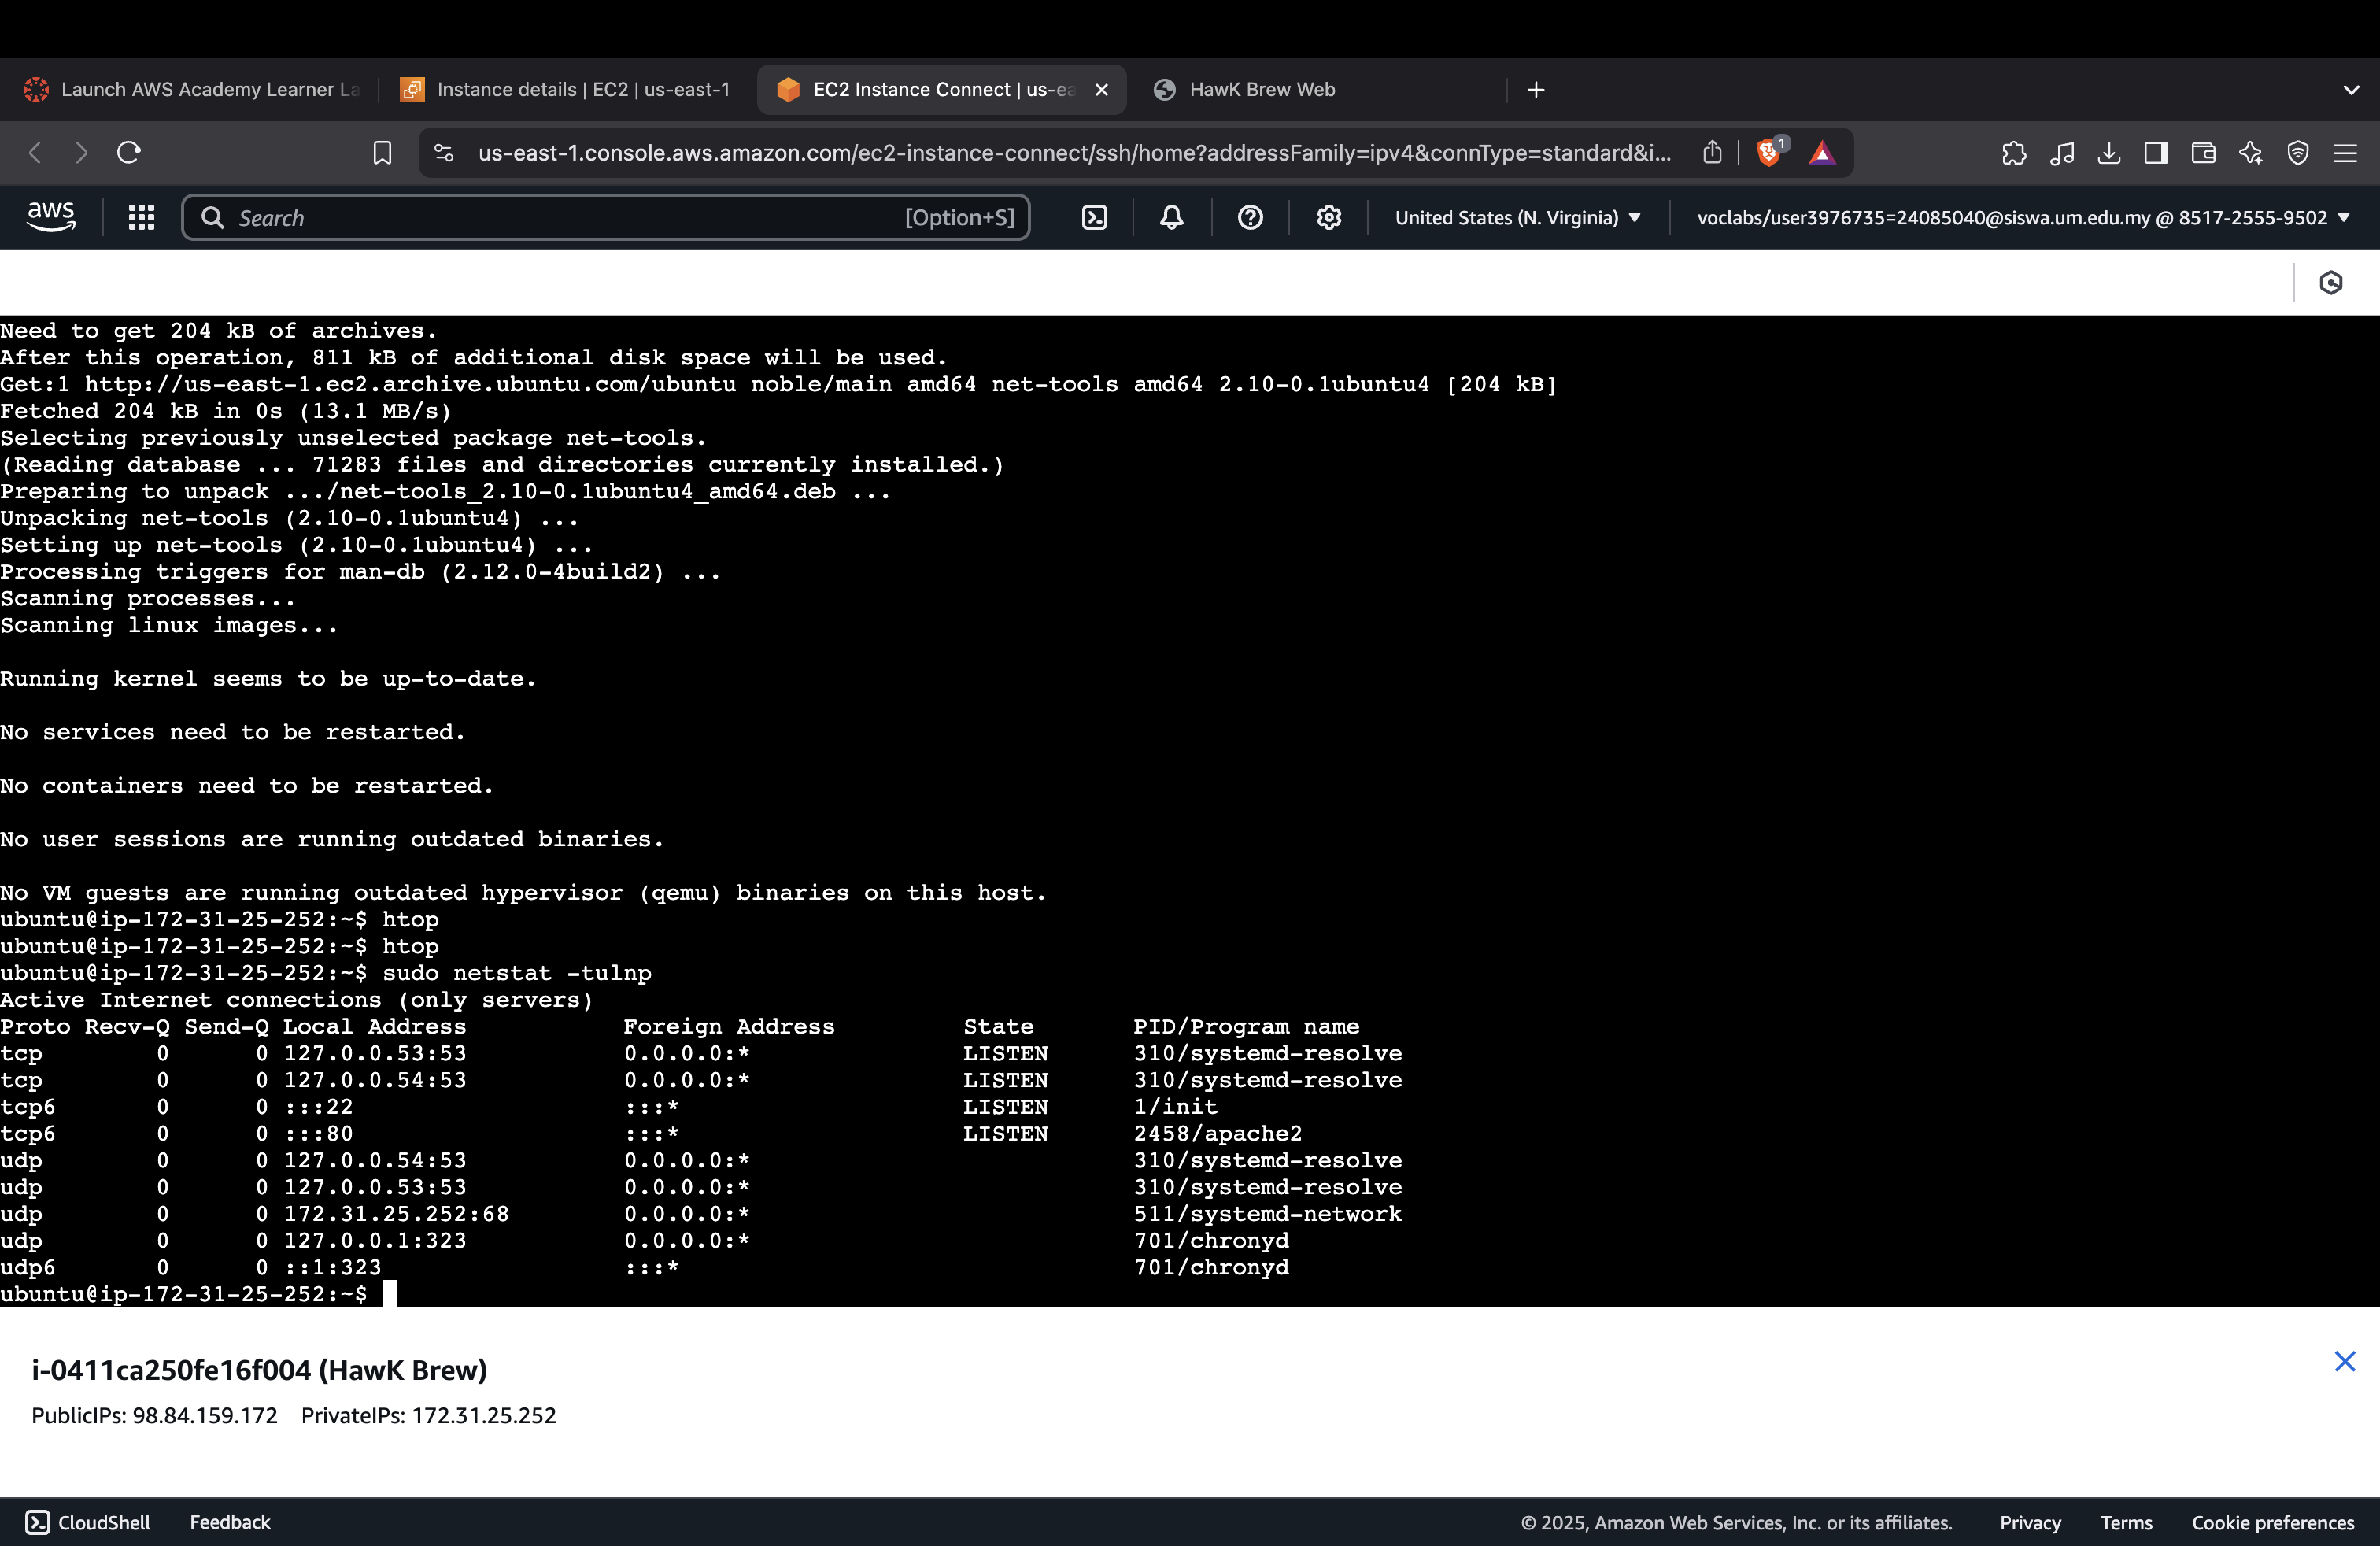 Launch AWS Academy Learner La
Instance details | EC2 | us-east-1
EC2 Instance Connect | us-ea
HawK Brew Web
us-east-1.console.aws.amazon.com/ec2-instance-connect/ssh/home?addressFamily=ipv4&connType=standard&i...
1
aws
Search
[Option+S]
United States (N. Virginia)
voclabs/user3976735=24085040@siswa.um.edu.my @ 8517-2555-9502
Need to get 204 kB of archives.
After this operation, 811 kB of additional disk space will be used.
Get:1 http://us-east-1.ec2.archive.ubuntu.com/ubuntu noble/main amd64 net-tools amd64 2.10-0.1ubuntu4 [204 kB]
Fetched 204 kB in 0s (13.1 MB/s)
Selecting previously unselected package net-tools.
(Reading database ... 71283 files and directories currently installed.)
Preparing to unpack .../net-tools_2.10-0.1ubuntu4_amd64.deb ...
Unpacking net-tools (2.10-0.1ubuntu4) ...
Setting up net-tools (2.10-0.1ubuntu4) ...
Processing triggers for man-db (2.12.0-4build2) ...
Scanning processes...
Scanning linux images...
Running kernel seems to be up-to-date.
No services need to be restarted.
No containers need to be restarted.
No user sessions are running outdated binaries.
No VM guests are running outdated hypervisor (qemu) binaries on this host.
ubuntu@ip-172-31-25-252:~$ htop
ubuntu@ip-172-31-25-252:~$ htop
ubuntu@ip-172-31-25-252:~$ sudo netstat -tulnp
Active Internet connections (only servers)
Proto Recv-Q Send-Q Local Address           Foreign Address         State       PID/Program name
tcp        0      0 127.0.0.53:53           0.0.0.0:*               LISTEN      310/systemd-resolve
tcp        0      0 127.0.0.54:53           0.0.0.0:*               LISTEN      310/systemd-resolve
tcp6       0      0 :::22                   :::*                    LISTEN      1/init
tcp6       0      0 :::80                   :::*                    LISTEN      2458/apache2
udp        0      0 127.0.0.54:53           0.0.0.0:*                           310/systemd-resolve
udp        0      0 127.0.0.53:53           0.0.0.0:*                           310/systemd-resolve
udp        0      0 172.31.25.252:68        0.0.0.0:*                           511/systemd-network
udp        0      0 127.0.0.1:323           0.0.0.0:*                           701/chronyd
udp6       0      0 ::1:323                 :::*                                701/chronyd
ubuntu@ip-172-31-25-252:~$
i-0411ca250fe16f004 (HawK Brew)
PublicIPs: 98.84.159.172 PrivateIPs: 172.31.25.252
CloudShell
Feedback
© 2025, Amazon Web Services, Inc. or its affiliates.
Privacy
Terms
Cookie preferences